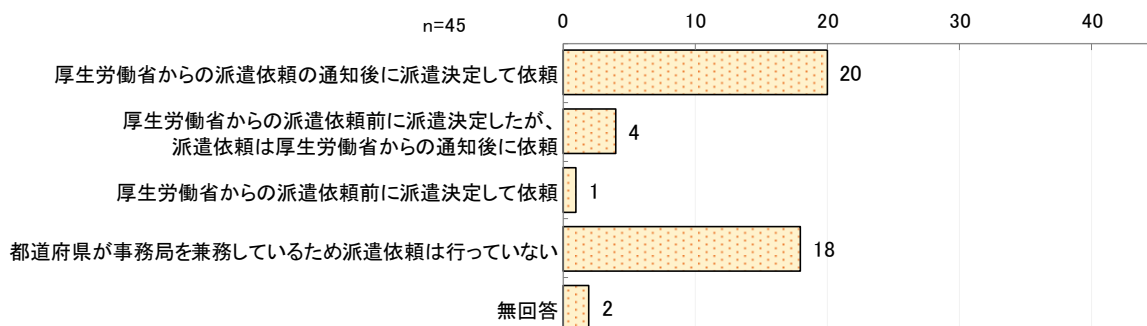 n=45
0 10 20 30 40
厚生労働省からの派遣依頼の通知後に派遣決定して依頼 20
厚生労働省からの派遣依頼前に派遣決定したが、
派遣依頼は厚生労働省からの通知後に依頼 4
厚生労働省からの派遣依頼前に派遣決定して依頼 1
都道府県が事務局を兼務しているため派遣依頼は行っていない 18
無回答 2